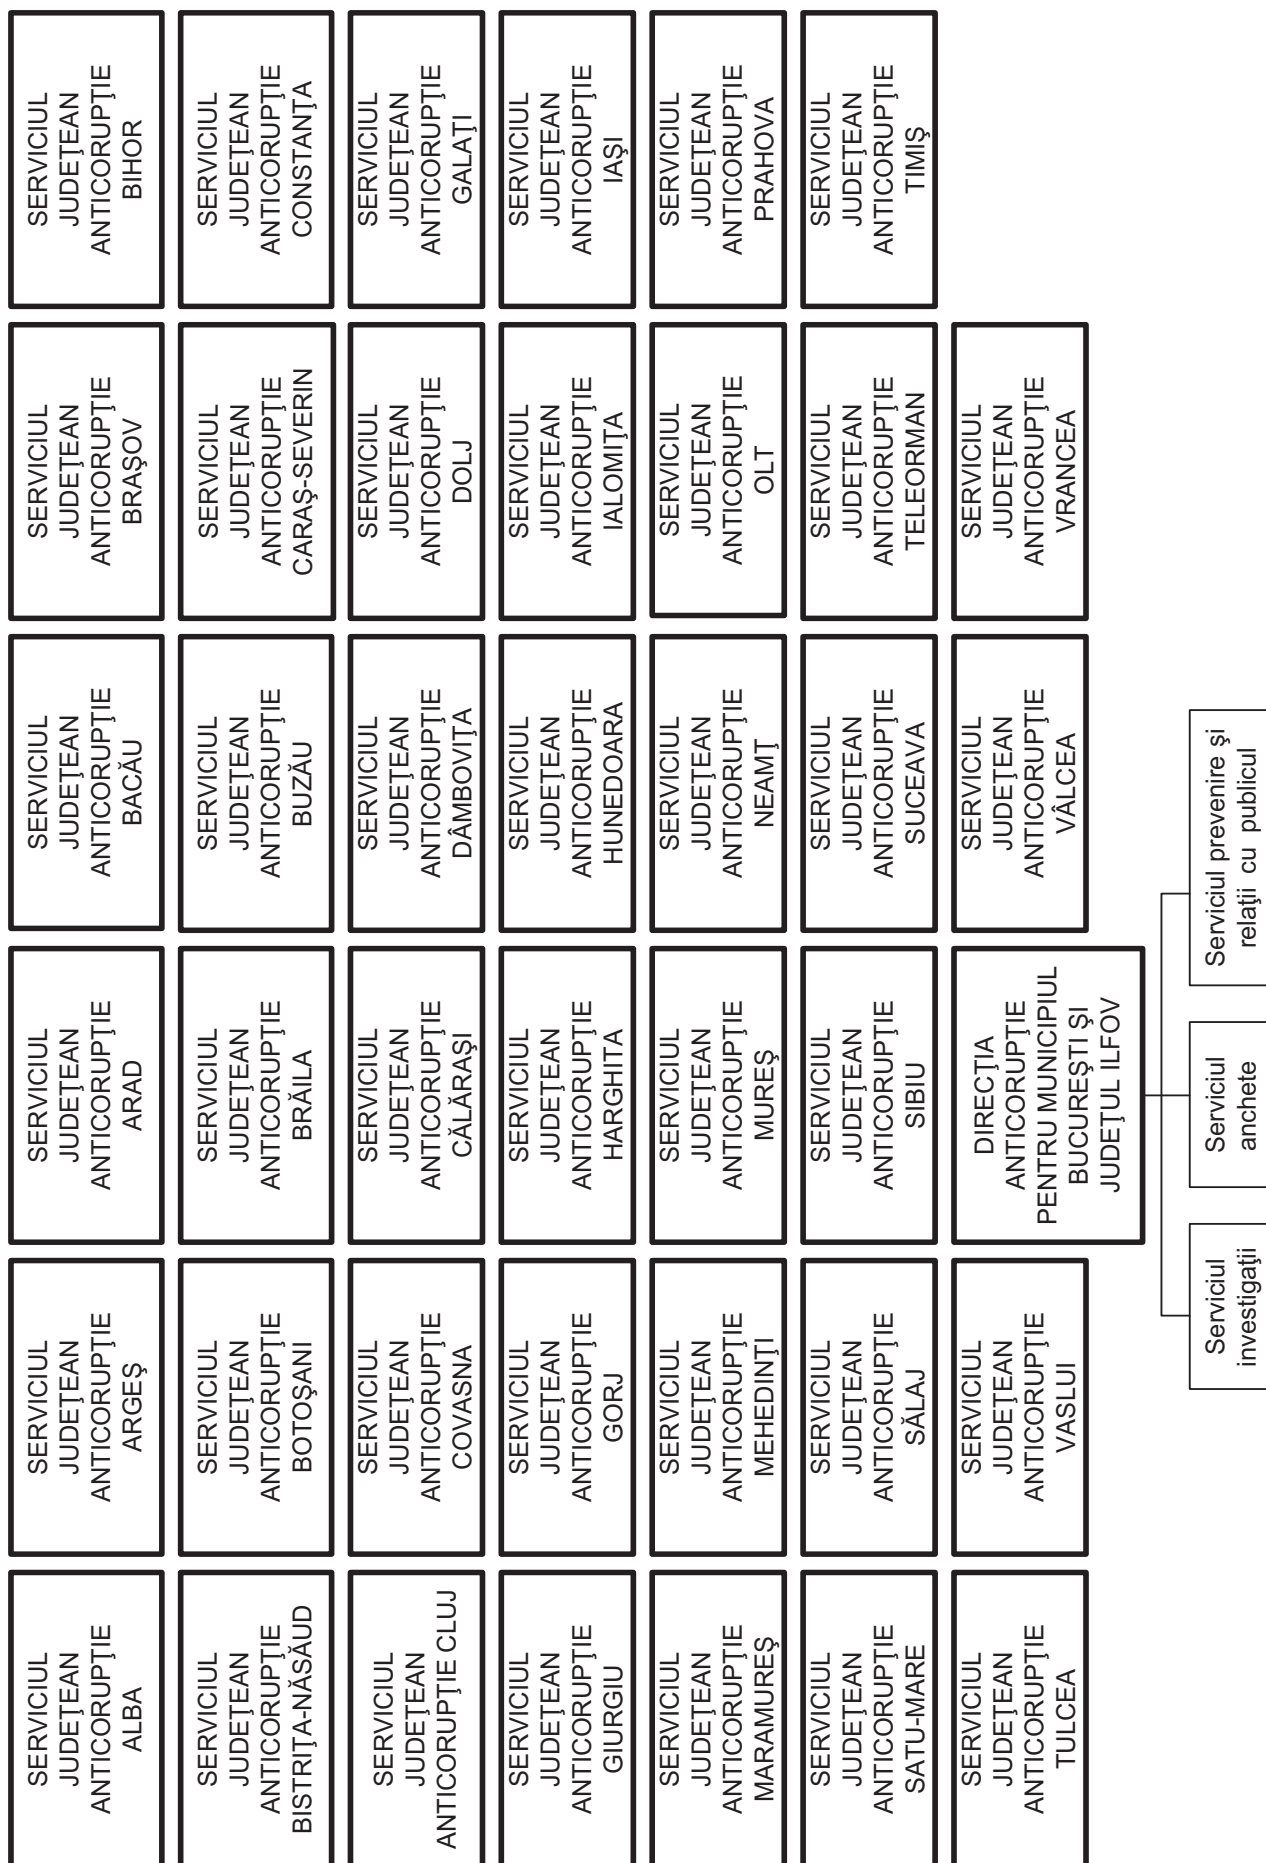 SERVICIUL
JUDEŢEAN
ANTICORUPŢIE
ALBA
SERVICIUL
JUDEŢEAN
ANTICORUPŢIE
ARGEŞ
SERVICIUL
JUDEŢEAN
ANTICORUPŢIE
ARAD
SERVICIUL
JUDEŢEAN
ANTICORUPŢIE
BACĂU
SERVICIUL
JUDEŢEAN
ANTICORUPŢIE
BRAŞOV
SERVICIUL
JUDEŢEAN
ANTICORUPŢIE
BIHOR
SERVICIUL
JUDEŢEAN
ANTICORUPŢIE
BISTRIŢA-NĂSĂUD
SERVICIUL
JUDEŢEAN
ANTICORUPŢIE
BOTOŞANI
SERVICIUL
JUDEŢEAN
ANTICORUPŢIE
BRĂILA
SERVICIUL
JUDEŢEAN
ANTICORUPŢIE
BUZĂU
SERVICIUL
JUDEŢEAN
ANTICORUPŢIE
CARAŞ-SEVERIN
SERVICIUL
JUDEŢEAN
ANTICORUPŢIE
CONSTANŢA
SERVICIUL
JUDEŢEAN
ANTICORUPŢIE CLUJ
SERVICIUL
JUDEŢEAN
ANTICORUPŢIE
COVASNA
SERVICIUL
JUDEŢEAN
ANTICORUPŢIE
CĂLĂRAŞI
SERVICIUL
JUDEŢEAN
ANTICORUPŢIE
DÂMBOVIŢA
SERVICIUL
JUDEŢEAN
ANTICORUPŢIE
DOLJ
SERVICIUL
JUDEŢEAN
ANTICORUPŢIE
GALAŢI
SERVICIUL
JUDEŢEAN
ANTICORUPŢIE
GIURGIU
SERVICIUL
JUDEŢEAN
ANTICORUPŢIE
GORJ
SERVICIUL
JUDEŢEAN
ANTICORUPŢIE
HARGHITA
SERVICIUL
JUDEŢEAN
ANTICORUPŢIE
HUNEDOARA
SERVICIUL
JUDEŢEAN
ANTICORUPŢIE
IALOMIŢA
SERVICIUL
JUDEŢEAN
ANTICORUPŢIE
IAŞI
SERVICIUL
JUDEŢEAN
ANTICORUPŢIE
MARAMUREŞ
SERVICIUL
JUDEŢEAN
ANTICORUPŢIE
MEHEDINŢI
SERVICIUL
JUDEŢEAN
ANTICORUPŢIE
MUREŞ
SERVICIUL
JUDEŢEAN
ANTICORUPŢIE
NEAMŢ
SERVICIUL
JUDEŢEAN
ANTICORUPŢIE
OLT
SERVICIUL
JUDEŢEAN
ANTICORUPŢIE
PRAHOVA
SERVICIUL
JUDEŢEAN
ANTICORUPŢIE
SATU-MARE
SERVICIUL
JUDEŢEAN
ANTICORUPŢIE
SĂLAJ
SERVICIUL
JUDEŢEAN
ANTICORUPŢIE
SIBIU
SERVICIUL
JUDEŢEAN
ANTICORUPŢIE
SUCEAVA
SERVICIUL
JUDEŢEAN
ANTICORUPŢIE
TELEORMAN
SERVICIUL
JUDEŢEAN
ANTICORUPŢIE
TIMIŞ
SERVICIUL
JUDEŢEAN
ANTICORUPŢIE
TULCEA
SERVICIUL
JUDEŢEAN
ANTICORUPŢIE
VASLUI
DIRECŢIA
ANTICORUPŢIE
PENTRU MUNICIPIUL
BUCUREŞTI ŞI
JUDEŢUL ILFOV
SERVICIUL
JUDEŢEAN
ANTICORUPŢIE
VÂLCEA
SERVICIUL
JUDEŢEAN
ANTICORUPŢIE
VRANCEA
Serviciul
investigaţii
Serviciul
anchete
Serviciul prevenire şi
relaţii cu publicul